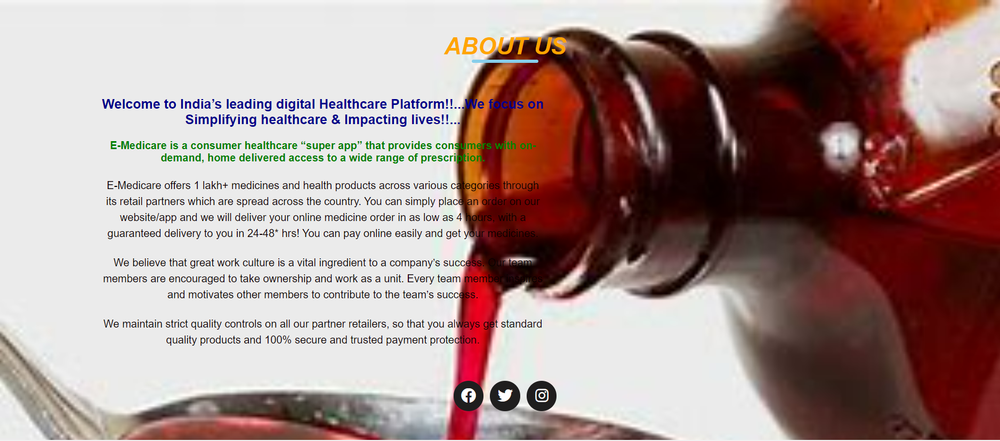 ABOUT US
Welcome to India’s leading digital Healthcare Platform!!...We focus on
Simplifying healthcare & Impacting lives!!...
E-Medicare is a consumer healthcare “super app” that provides consumers with on-
demand, home delivered access to a wide range of prescription.
E-Medicare offers 1 lakh+ medicines and health products across various categories through
its retail partners which are spread across the country. You can simply place an order on our
website/app and we will deliver your online medicine order in as low as 4 hours, with a
guaranteed delivery to you in 24-48* hrs! You can pay online easily and get your medicines.
We believe that great work culture is a vital ingredient to a company’s success. Our team
members are encouraged to take ownership and work as a unit. Every team member inspires
and motivates other members to contribute to the team’s success.
We maintain strict quality controls on all our partner retailers, so that you always get standard
quality products and 100% secure and trusted payment protection.